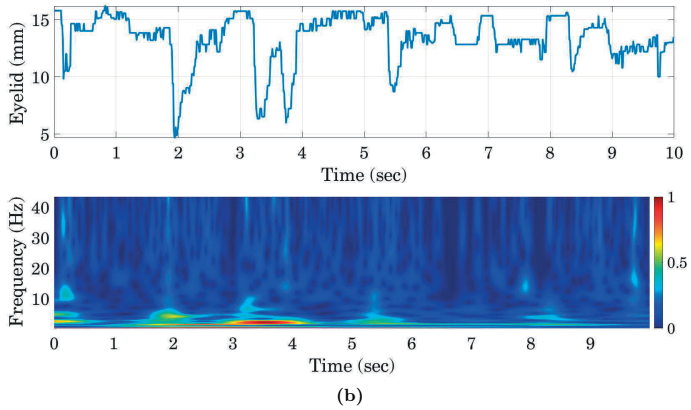 15
10
5
Eyelid (mm)
0 1 2 3 4 5 6 7 8 9 10
Time (sec)
40
30
20
10
Frequency (Hz)
1
0.5
0
0 1 2 3 4 5 6 7 8 9
Time (sec)
(b)